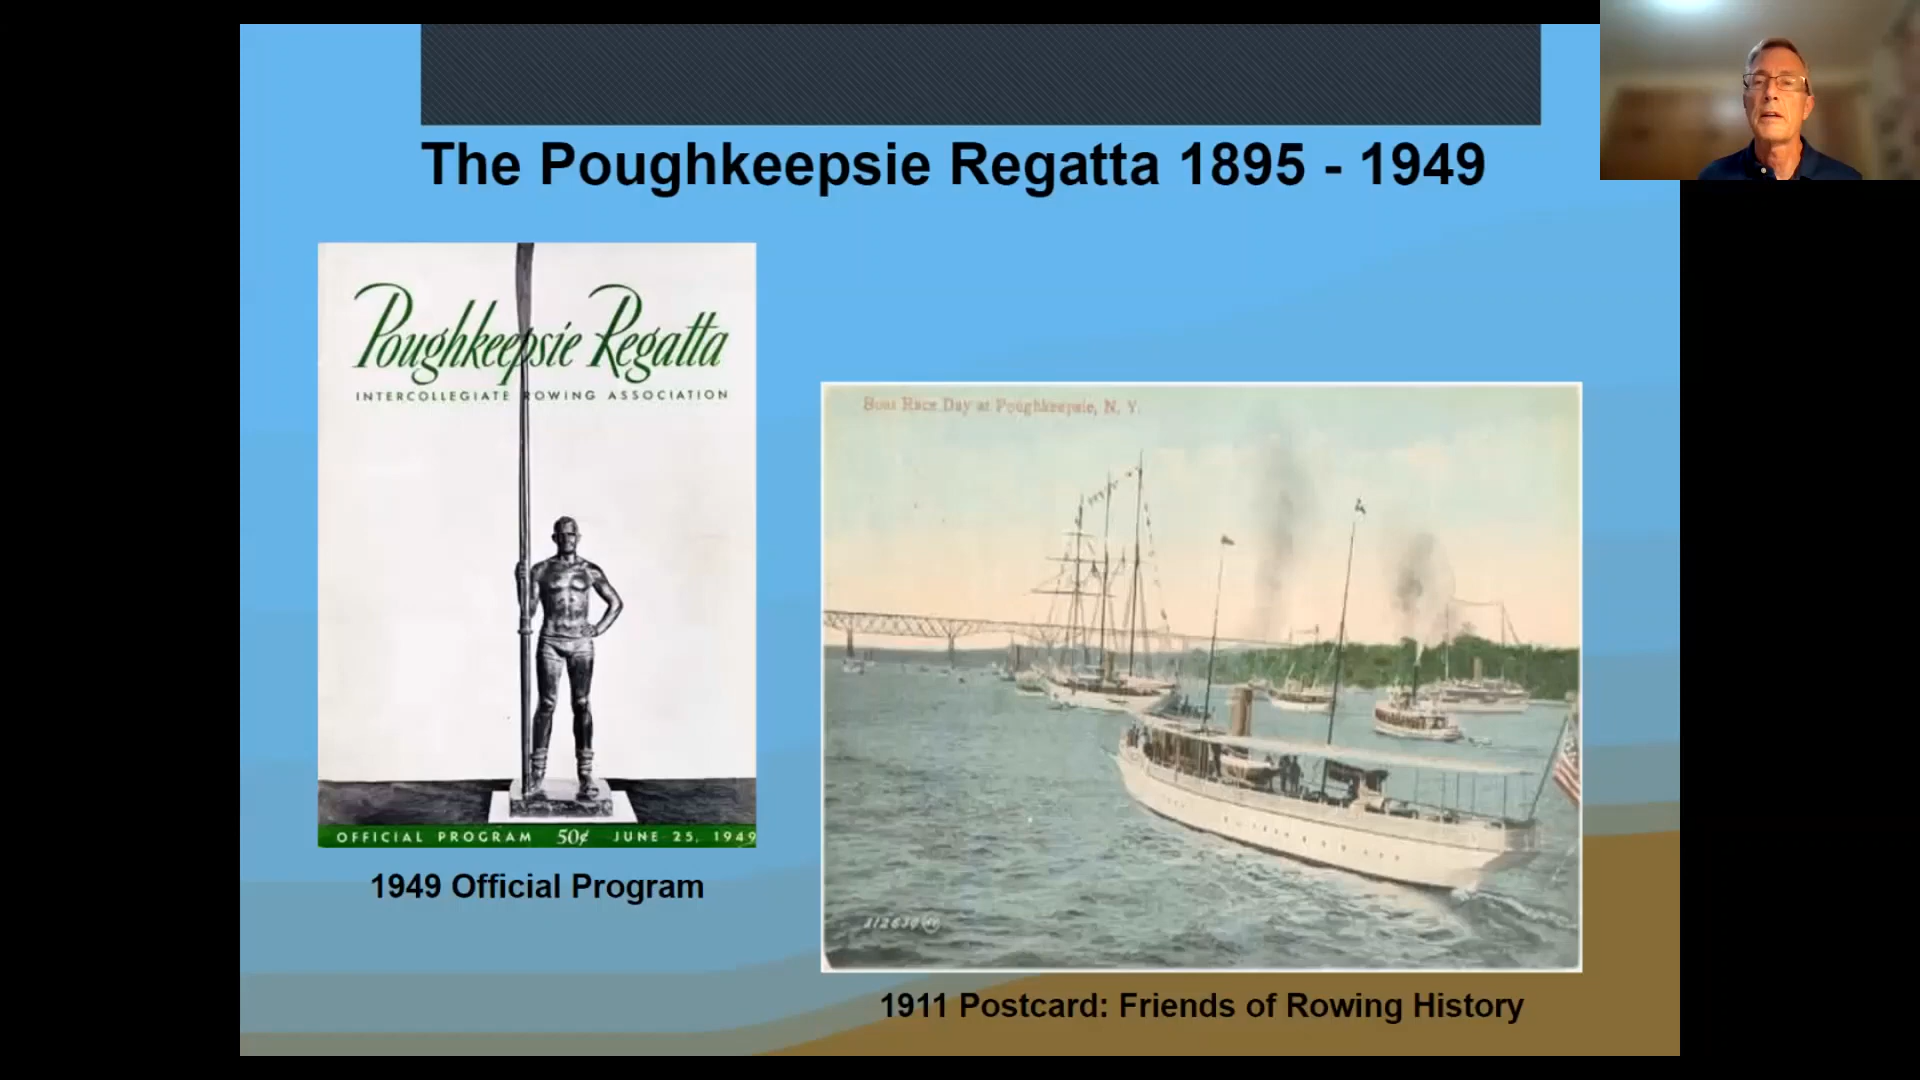 The Poughkeepsie Regatta 1895 - 1949
Poughkeepsie Regatta
INTERCOLLEGIATE ROWING ASSOCIATION
OFFICIAL PROGRAM 50¢ JUNE 25, 1949
1949 Official Program
Boat Race Day at Poughkeepsie, N. Y.
1911 Postcard: Friends of Rowing History